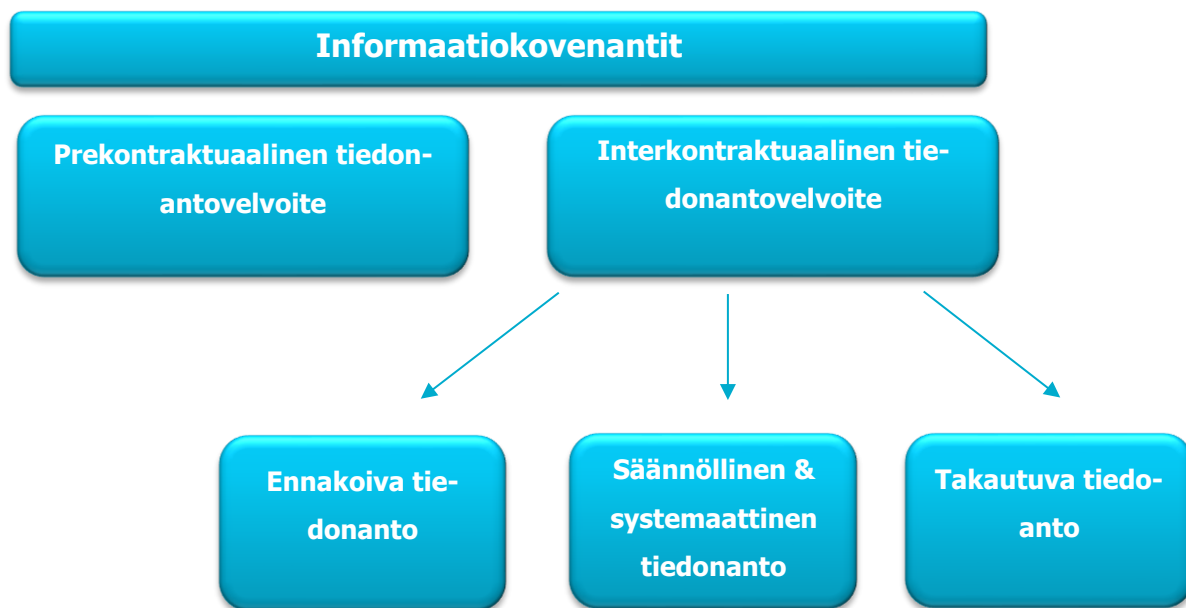 Informaatiokovenantit
Prekontraktuaalinen tiedon-
antovelvoite
Interkontraktuaalinen tie-
donantovelvoite
Ennakoiva tie-
donanto
Säännöllinen &
systemaattinen
tiedonanto
Takautuva tiedo-
anto